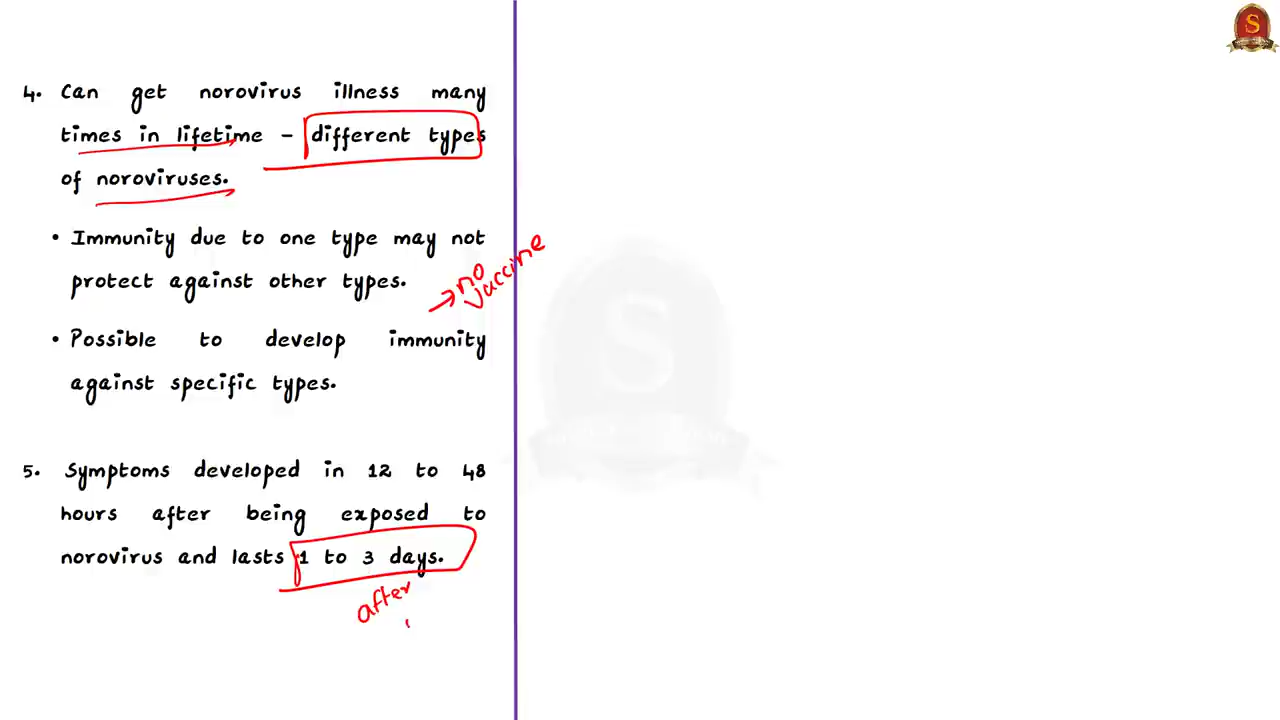 4. Can get norovirus illness many
times in lifetime - different types
of noroviruses.
• Immunity due to one type may not
protect against other types.
→ no
vaccine
• Possible to develop immunity
against specific types.
5. Symptoms developed in 12 to 48
hours after being exposed to
norovirus and lasts 1 to 3 days.
after
S
S